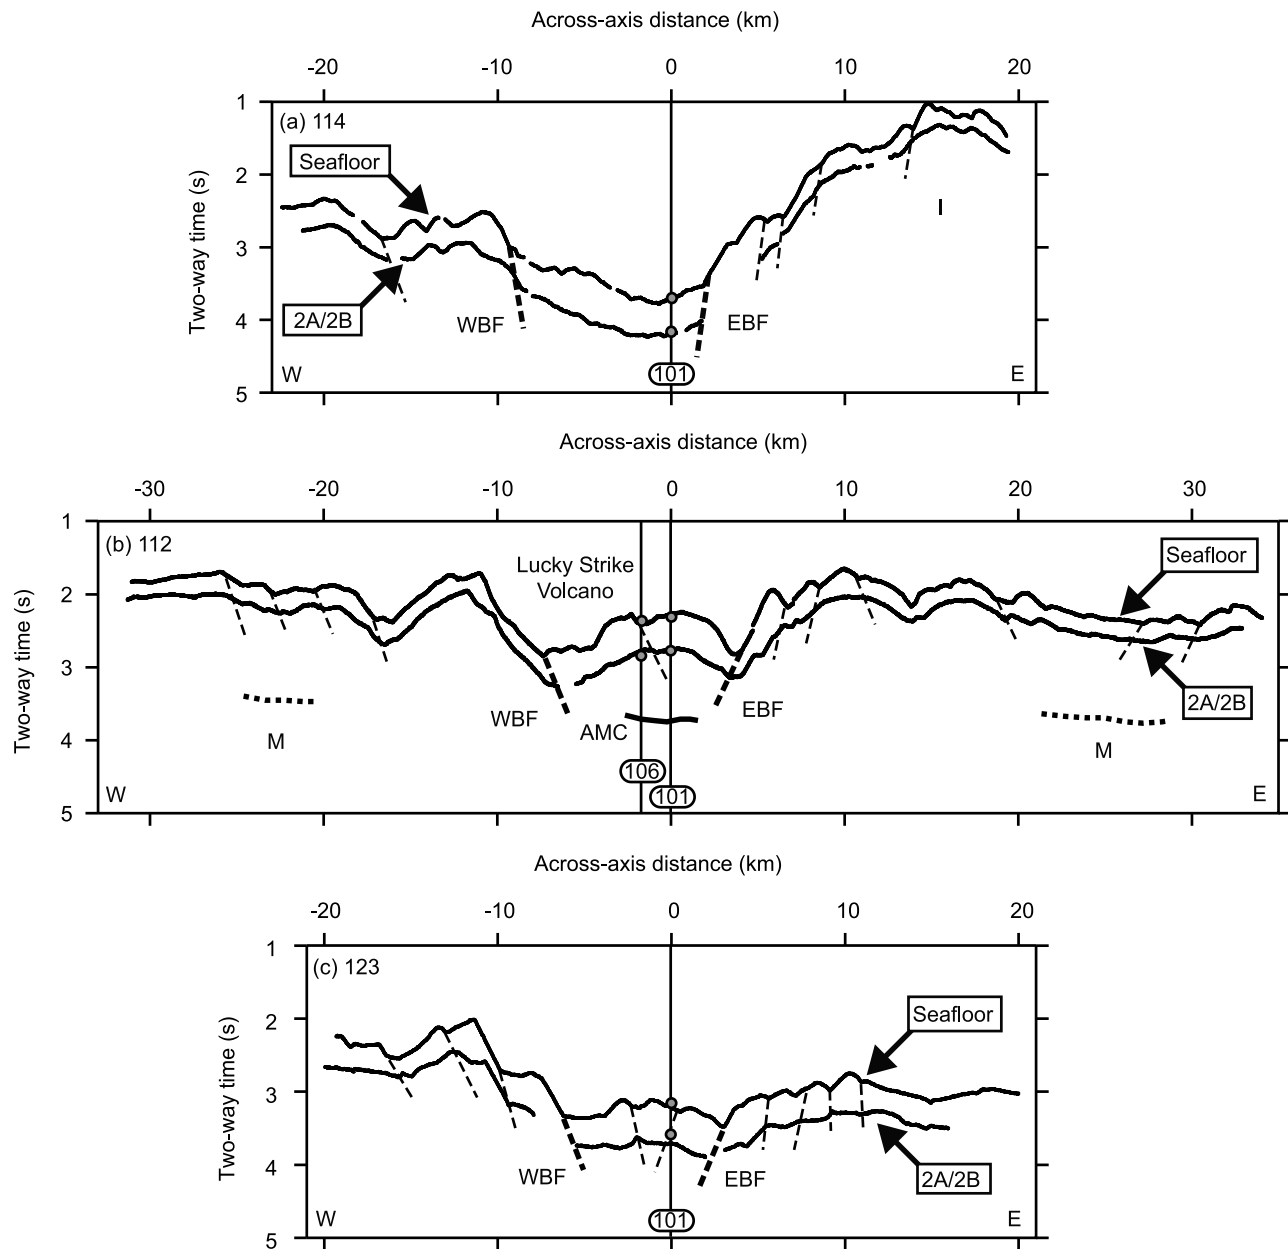 Across-axis distance (km)
-20 -10 0 10 20
1
(a) 114
Seafloor
2
Two-way time (s)
I
3
2A/2B
WBF
EBF
4
W
101
E
5
Across-axis distance (km)
-30 -20 -10 0 10 20 30
1
(b) 112
Lucky Strike
Volcano
Seafloor
2
Two-way time (s)
3
WBF
AMC
EBF
2A/2B
M
M
4
106
101
W
E
5
Across-axis distance (km)
-20 -10 0 10 20
1
(c) 123
Seafloor
2
Two-way time (s)
3
4
WBF
EBF
2A/2B
W
101
E
5